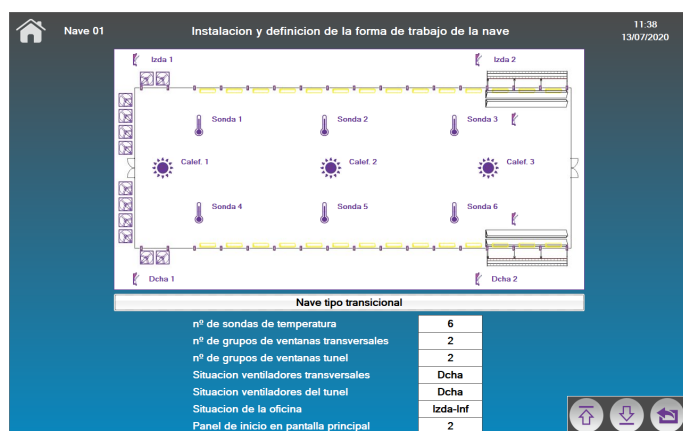 Nave 01
Instalacion y definicion de la forma de trabajo de la nave
11:38
13/07/2020
Izda 1
Izda 2
Sonda 1
Sonda 2
Sonda 3
Calef. 1
Calef. 2
Calef. 3
Sonda 4
Sonda 5
Sonda 6
Dcha 1
Dcha 2
Nave tipo transicional
nº de sondas de temperatura 6
nº de grupos de ventanas transversales 2
nº de grupos de ventanas tunel 2
Situacion ventiladores transversales Dcha
Situacion ventiladores del tunel Dcha
Situacion de la oficina Izda-Inf
Panel de inicio en pantalla principal 2